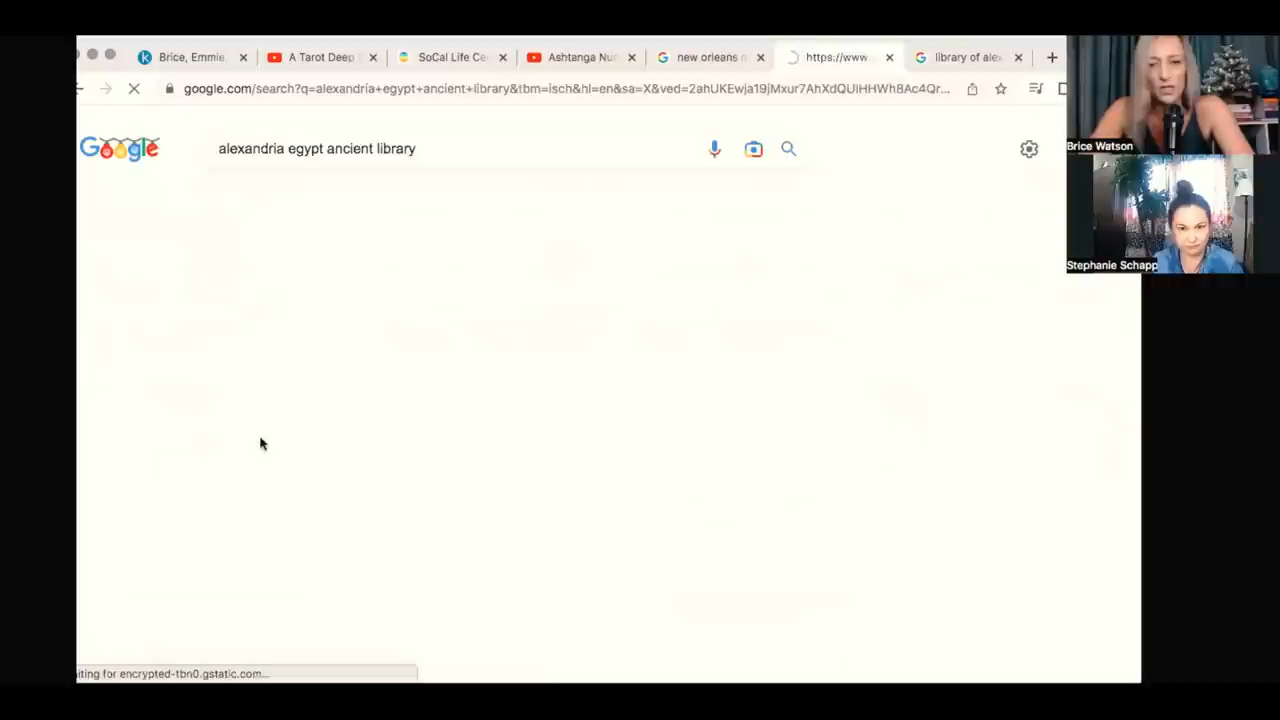 Brice, Emmie
A Tarot Deep
SoCal Life Ce
Ashtanga Nu
new orleans
https://www
library of ale
google.com/search?q=alexandria+egypt+ancient+library&tbm=isch&hl=en&sa=X&ved=2ahUKEwja19jMxur7AhXdQUIHHWh8Ac4Qr...
Google
alexandria egypt ancient library
Brice Watson
Stephanie Schapp
iting for encrypted-tbn0.gstatic.com...